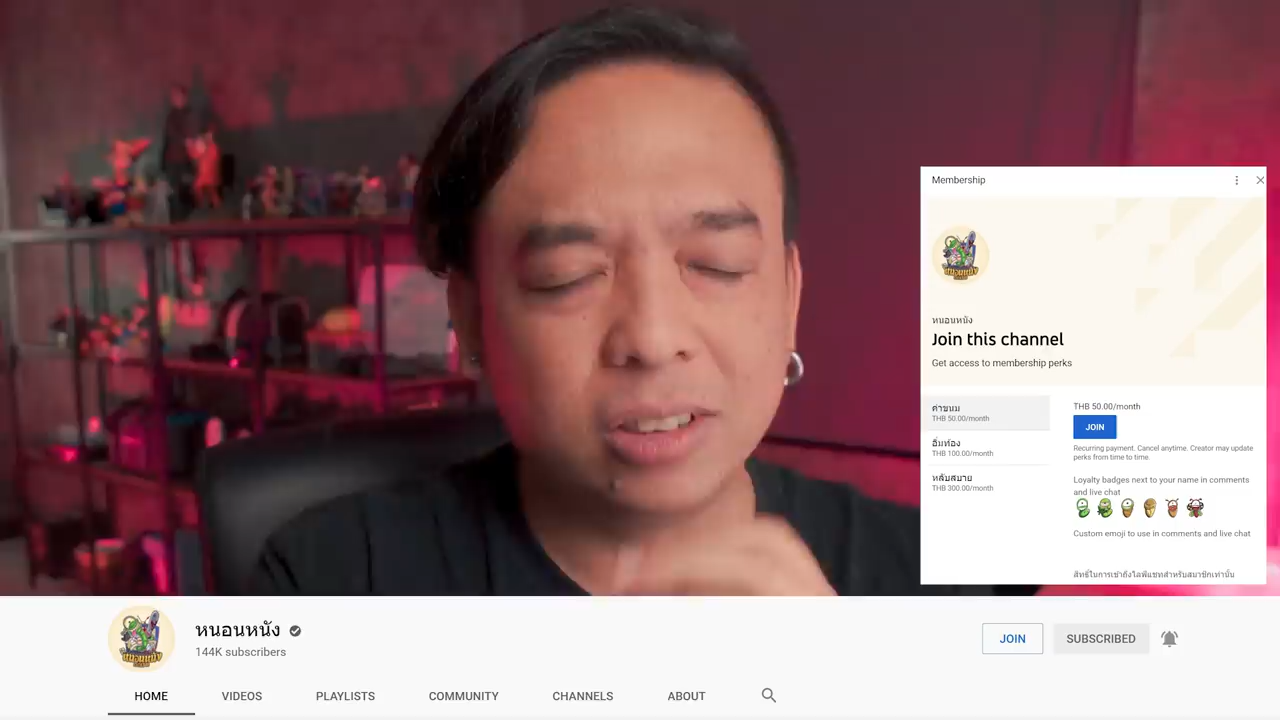 Membership
หนอนหนัง
Join this channel
Get access to membership perks
ค่าขนม
THB 50.00/month
อิ่มท้อง
THB 100.00/month
หลับสบาย
THB 300.00/month
THB 50.00/month
JOIN
Recurring payment. Cancel anytime. Creator may update
perks from time to time.
Loyalty badges next to your name in comments
and live chat
Custom emoji to use in comments and live chat
สิทธิ์ในการเข้าถึงไลฟ์แชทสำหรับสมาชิกเท่านั้น
หนอนหนัง
144K subscribers
JOIN
SUBSCRIBED
HOME
VIDEOS
PLAYLISTS
COMMUNITY
CHANNELS
ABOUT